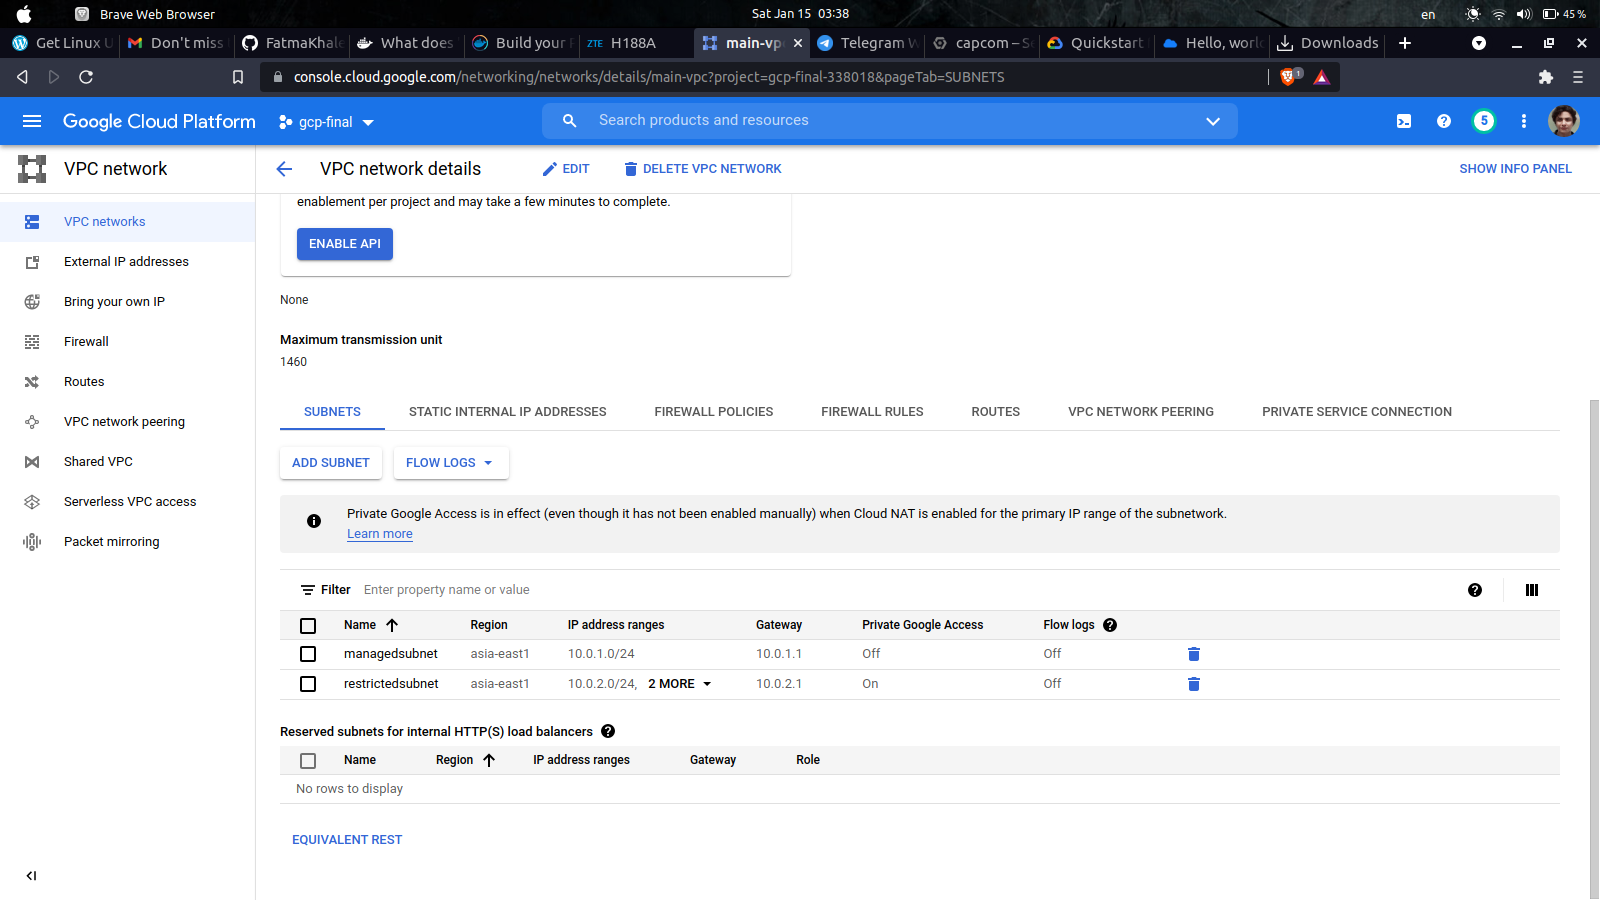 Brave Web Browser
Sat Jan 15 03:38
en
45 %
Get Linux U
Don't miss
FatmaKhale
What does
Build your F
ZTE H188A
main-vp
Telegram W
capcom – Se
Quickstart
Hello, worl
Downloads
console.cloud.google.com/networking/networks/details/main-vpc?project=gcp-final-338018&pageTab=SUBNETS
1
Google Cloud Platform
gcp-final
Search products and resources
5
VPC network
VPC network details
EDIT
DELETE VPC NETWORK
SHOW INFO PANEL
VPC networks
External IP addresses
Bring your own IP
Firewall
Routes
VPC network peering
Shared VPC
Serverless VPC access
Packet mirroring
enablement per project and may take a few minutes to complete.
ENABLE API
None
Maximum transmission unit
1460
SUBNETS
STATIC INTERNAL IP ADDRESSES
FIREWALL POLICIES
FIREWALL RULES
ROUTES
VPC NETWORK PEERING
PRIVATE SERVICE CONNECTION
ADD SUBNET
FLOW LOGS
Private Google Access is in effect (even though it has not been enabled manually) when Cloud NAT is enabled for the primary IP range of the subnetwork.
Learn more
Filter Enter property name or value
Name Region IP address ranges Gateway Private Google Access Flow logs
managedsubnet asia-east1 10.0.1.0/24 10.0.1.1 Off Off
restrictedsubnet asia-east1 10.0.2.0/24, 2 MORE 10.0.2.1 On Off
Reserved subnets for internal HTTP(S) load balancers
Name Region IP address ranges Gateway Role
No rows to display
EQUIVALENT REST